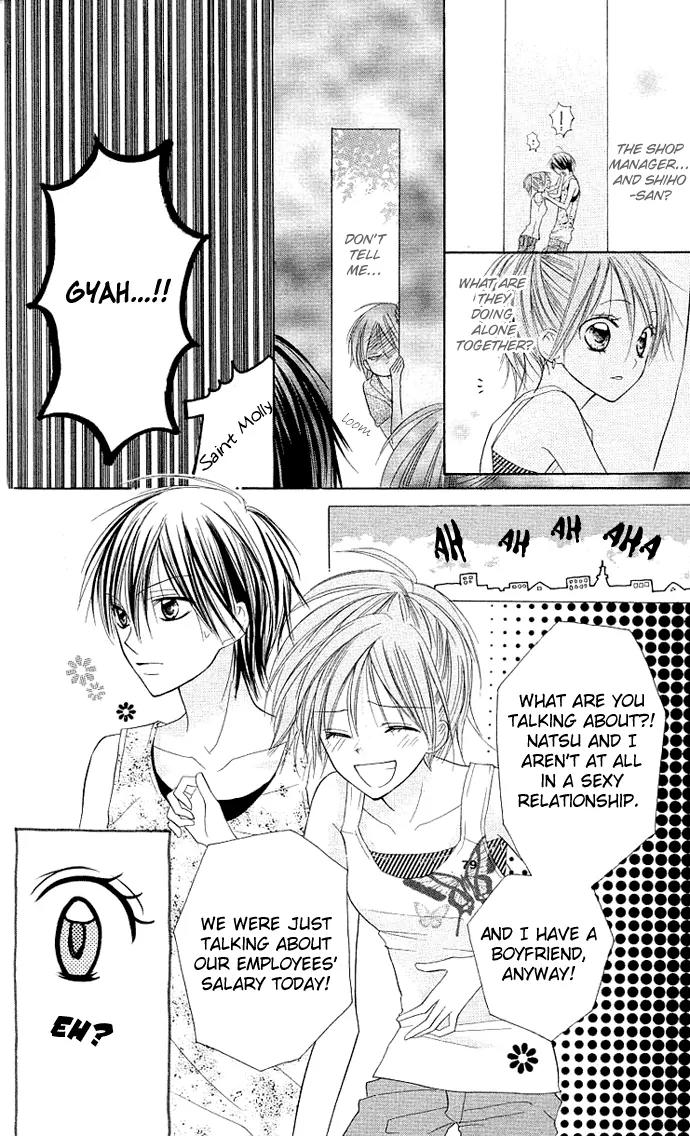 THE SHOP
MANAGER...
AND SHIHO
-SAN?
!
WHAT ARE
THEY
DOING
ALONE
TOGETHER?
DON'T
TELL
ME...
loom
GYAH...!!
Saint Molly
AH AH AH AHA
WHAT ARE YOU
TALKING ABOUT?!
NATSU AND I
AREN'T AT ALL
IN A SEXY
RELATIONSHIP.
79
AND I HAVE A
BOYFRIEND,
ANYWAY!
WE WERE JUST
TALKING ABOUT
OUR EMPLOYEES'
SALARY TODAY!
EH?